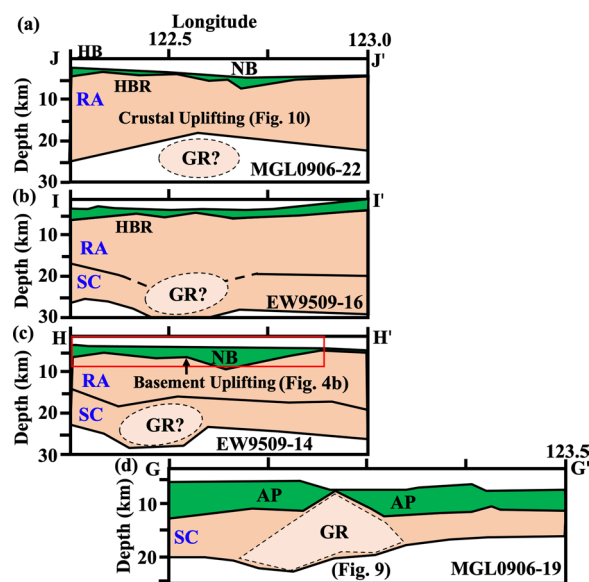 (a) Longitude
122.5 123.0
J HB NB J'
HBR
10
RA
Crustal Uplifting (Fig. 10)
20
GR?
MGL0906-22
30
Depth (km)
(b) I I'
HBR
10
RA
20
SC
GR?
EW9509-16
30
Depth (km)
(c) H H'
NB
10
Basement Uplifting (Fig. 4b)
RA
20
SC
GR?
EW9509-14
30
Depth (km)
(d) G 123.5
G'
AP AP
10
SC
GR
20
(Fig. 9)
MGL0906-19
Depth (km)